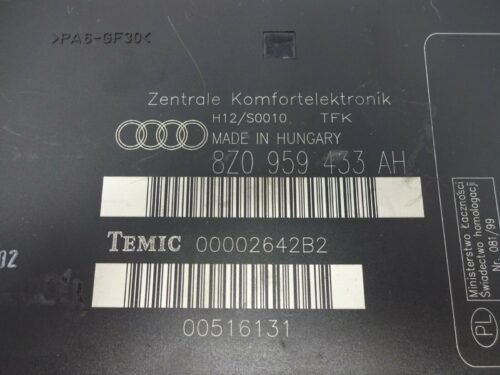 >PA6-GF30<
Zentrale Komfortelektronik
H12/S0010 TFK
MADE IN HUNGARY
8Z0 959 433 AH
TEMIC 00002642B2
00516131
Ministerstwo Łączności
Świadectwo homologacji
Nr. 081/99
PL